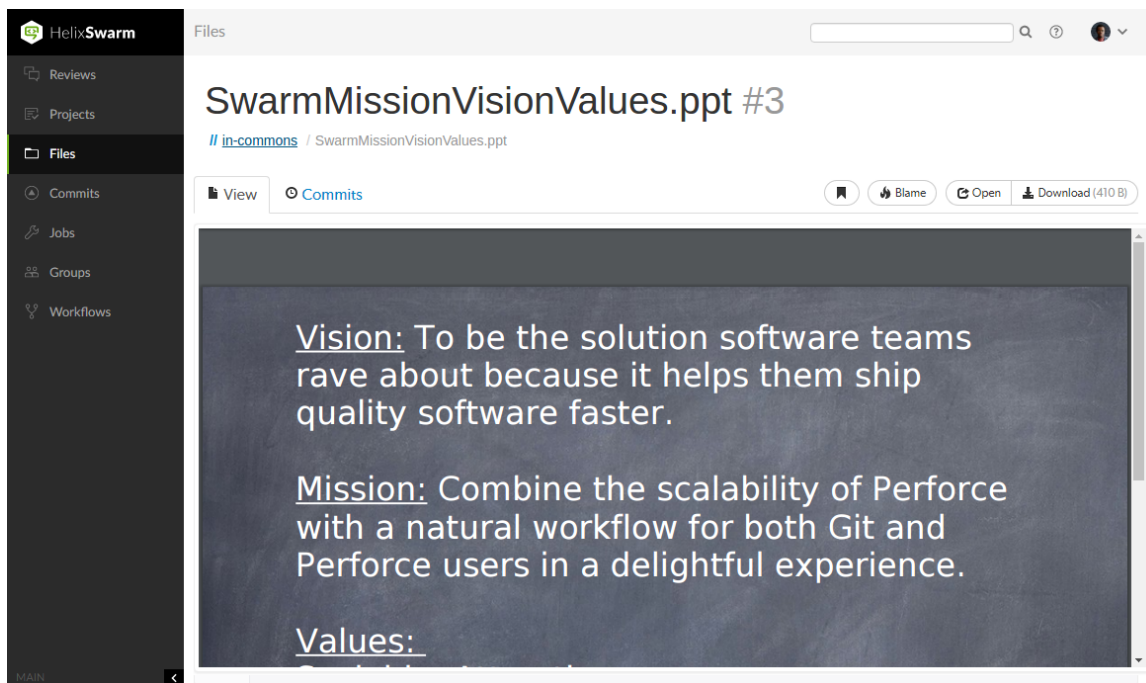 HelixSwarm
Files
Reviews
Projects
Files
Commits
Jobs
Groups
Workflows
MAIN
SwarmMissionVisionValues.ppt #3
// in-commons / SwarmMissionVisionValues.ppt
View
Commits
Blame
Open
Download (410 B)
Vision: To be the solution software teams
rave about because it helps them ship
quality software faster.
Mission: Combine the scalability of Perforce
with a natural workflow for both Git and
Perforce users in a delightful experience.
Values: